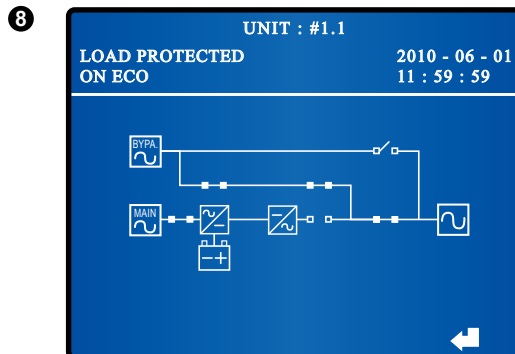 8
UNIT : #1.1
LOAD PROTECTED
2010 - 06 - 01
ON ECO
11 : 59 : 59
BYPA.
MAIN